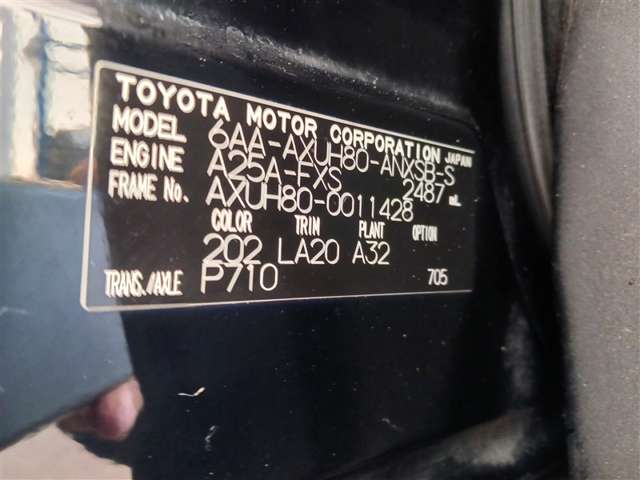 TOYOTA MOTOR CORPORATION JAPAN
MODEL 6AA-AXUH80-ANXSB-S
ENGINE A25A-FXS 2487 mL
FRAME No. AXUH80-0011428
COLOR TRIM PLANT OPTION
202 LA20 A32
TRANS./AXLE P710 705